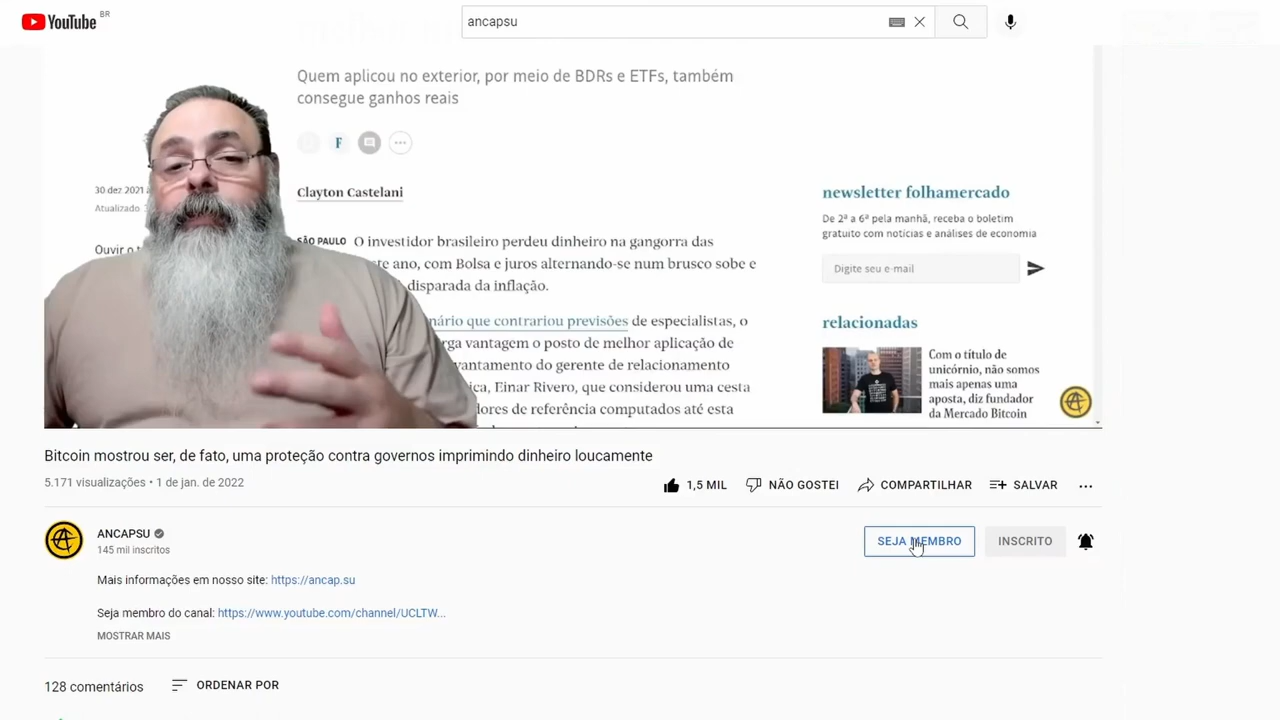 YouTube BR
ancapsu
Quem aplicou no exterior, por meio de BDRs e ETFs, também
consegue ganhos reais
F
30 dez 2021
Clayton Castelani
Atualizado
Ouvir o
SÃO PAULO O investidor brasileiro perdeu dinheiro na gangorra das
ste ano, com Bolsa e juros alternando-se num brusco sobe e
disparada da inflação.
nário que contrariou previsões de especialistas, o
rga vantagem o posto de melhor aplicação de
vantamento do gerente de relacionamento
ica, Einar Rivero, que considerou uma cesta
dores de referência computados até esta
newsletter folhamercado
De 2ª a 6ª pela manhã, receba o boletim
gratuito com notícias e análises de economia
Digite seu e-mail
relacionadas
Com o título de
unicórnio, não somos
mais apenas uma
aposta, diz fundador
da Mercado Bitcoin
Bitcoin mostrou ser, de fato, uma proteção contra governos imprimindo dinheiro loucamente
5.171 visualizações • 1 de jan. de 2022
1,5 MIL NÃO GOSTEI COMPARTILHAR SALVAR
ANCAPSU
145 mil inscritos
SEJA MEMBRO INSCRITO
Mais informações em nosso site: https://ancap.su
Seja membro do canal: https://www.youtube.com/channel/UCLTW...
MOSTRAR MAIS
128 comentários ORDENAR POR